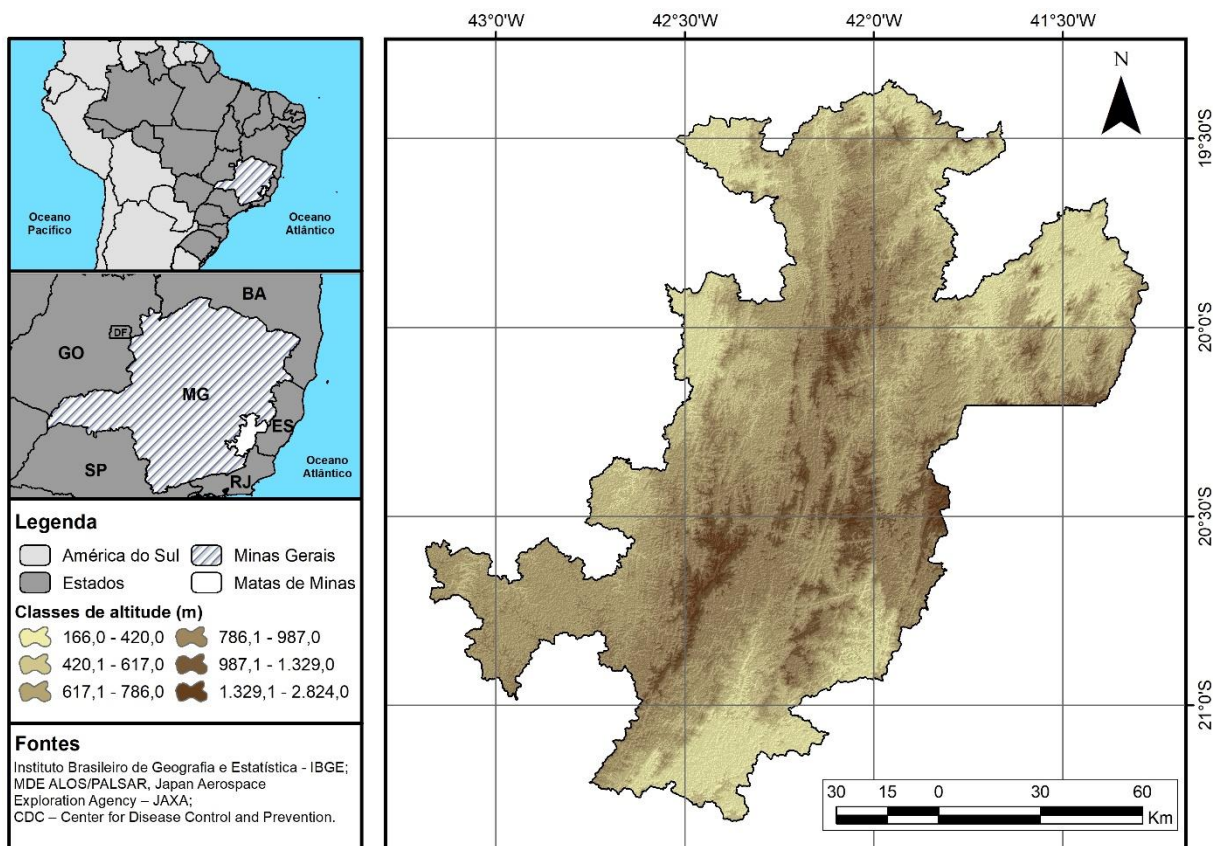 43°0'W 42°30'W 42°0'W 41°30'W
Oceano
Pacífico
Oceano
Atlântico
BA
DF
GO
MG
ES
SP
RJ
Oceano
Atlântico
Legenda
América do Sul Minas Gerais
Estados Matas de Minas
Classes de altitude (m)
166,0 - 420,0 786,1 - 987,0
420,1 - 617,0 987,1 - 1.329,0
617,1 - 786,0 1.329,1 - 2.824,0
Fontes
Instituto Brasileiro de Geografia e Estatística - IBGE;
MDE ALOS/PALSAR, Japan Aerospace
Exploration Agency – JAXA;
CDC – Center for Disease Control and Prevention.
N
19°30'S
20°0'S
20°30'S
21°0'S
30 15 0 30 60
Km